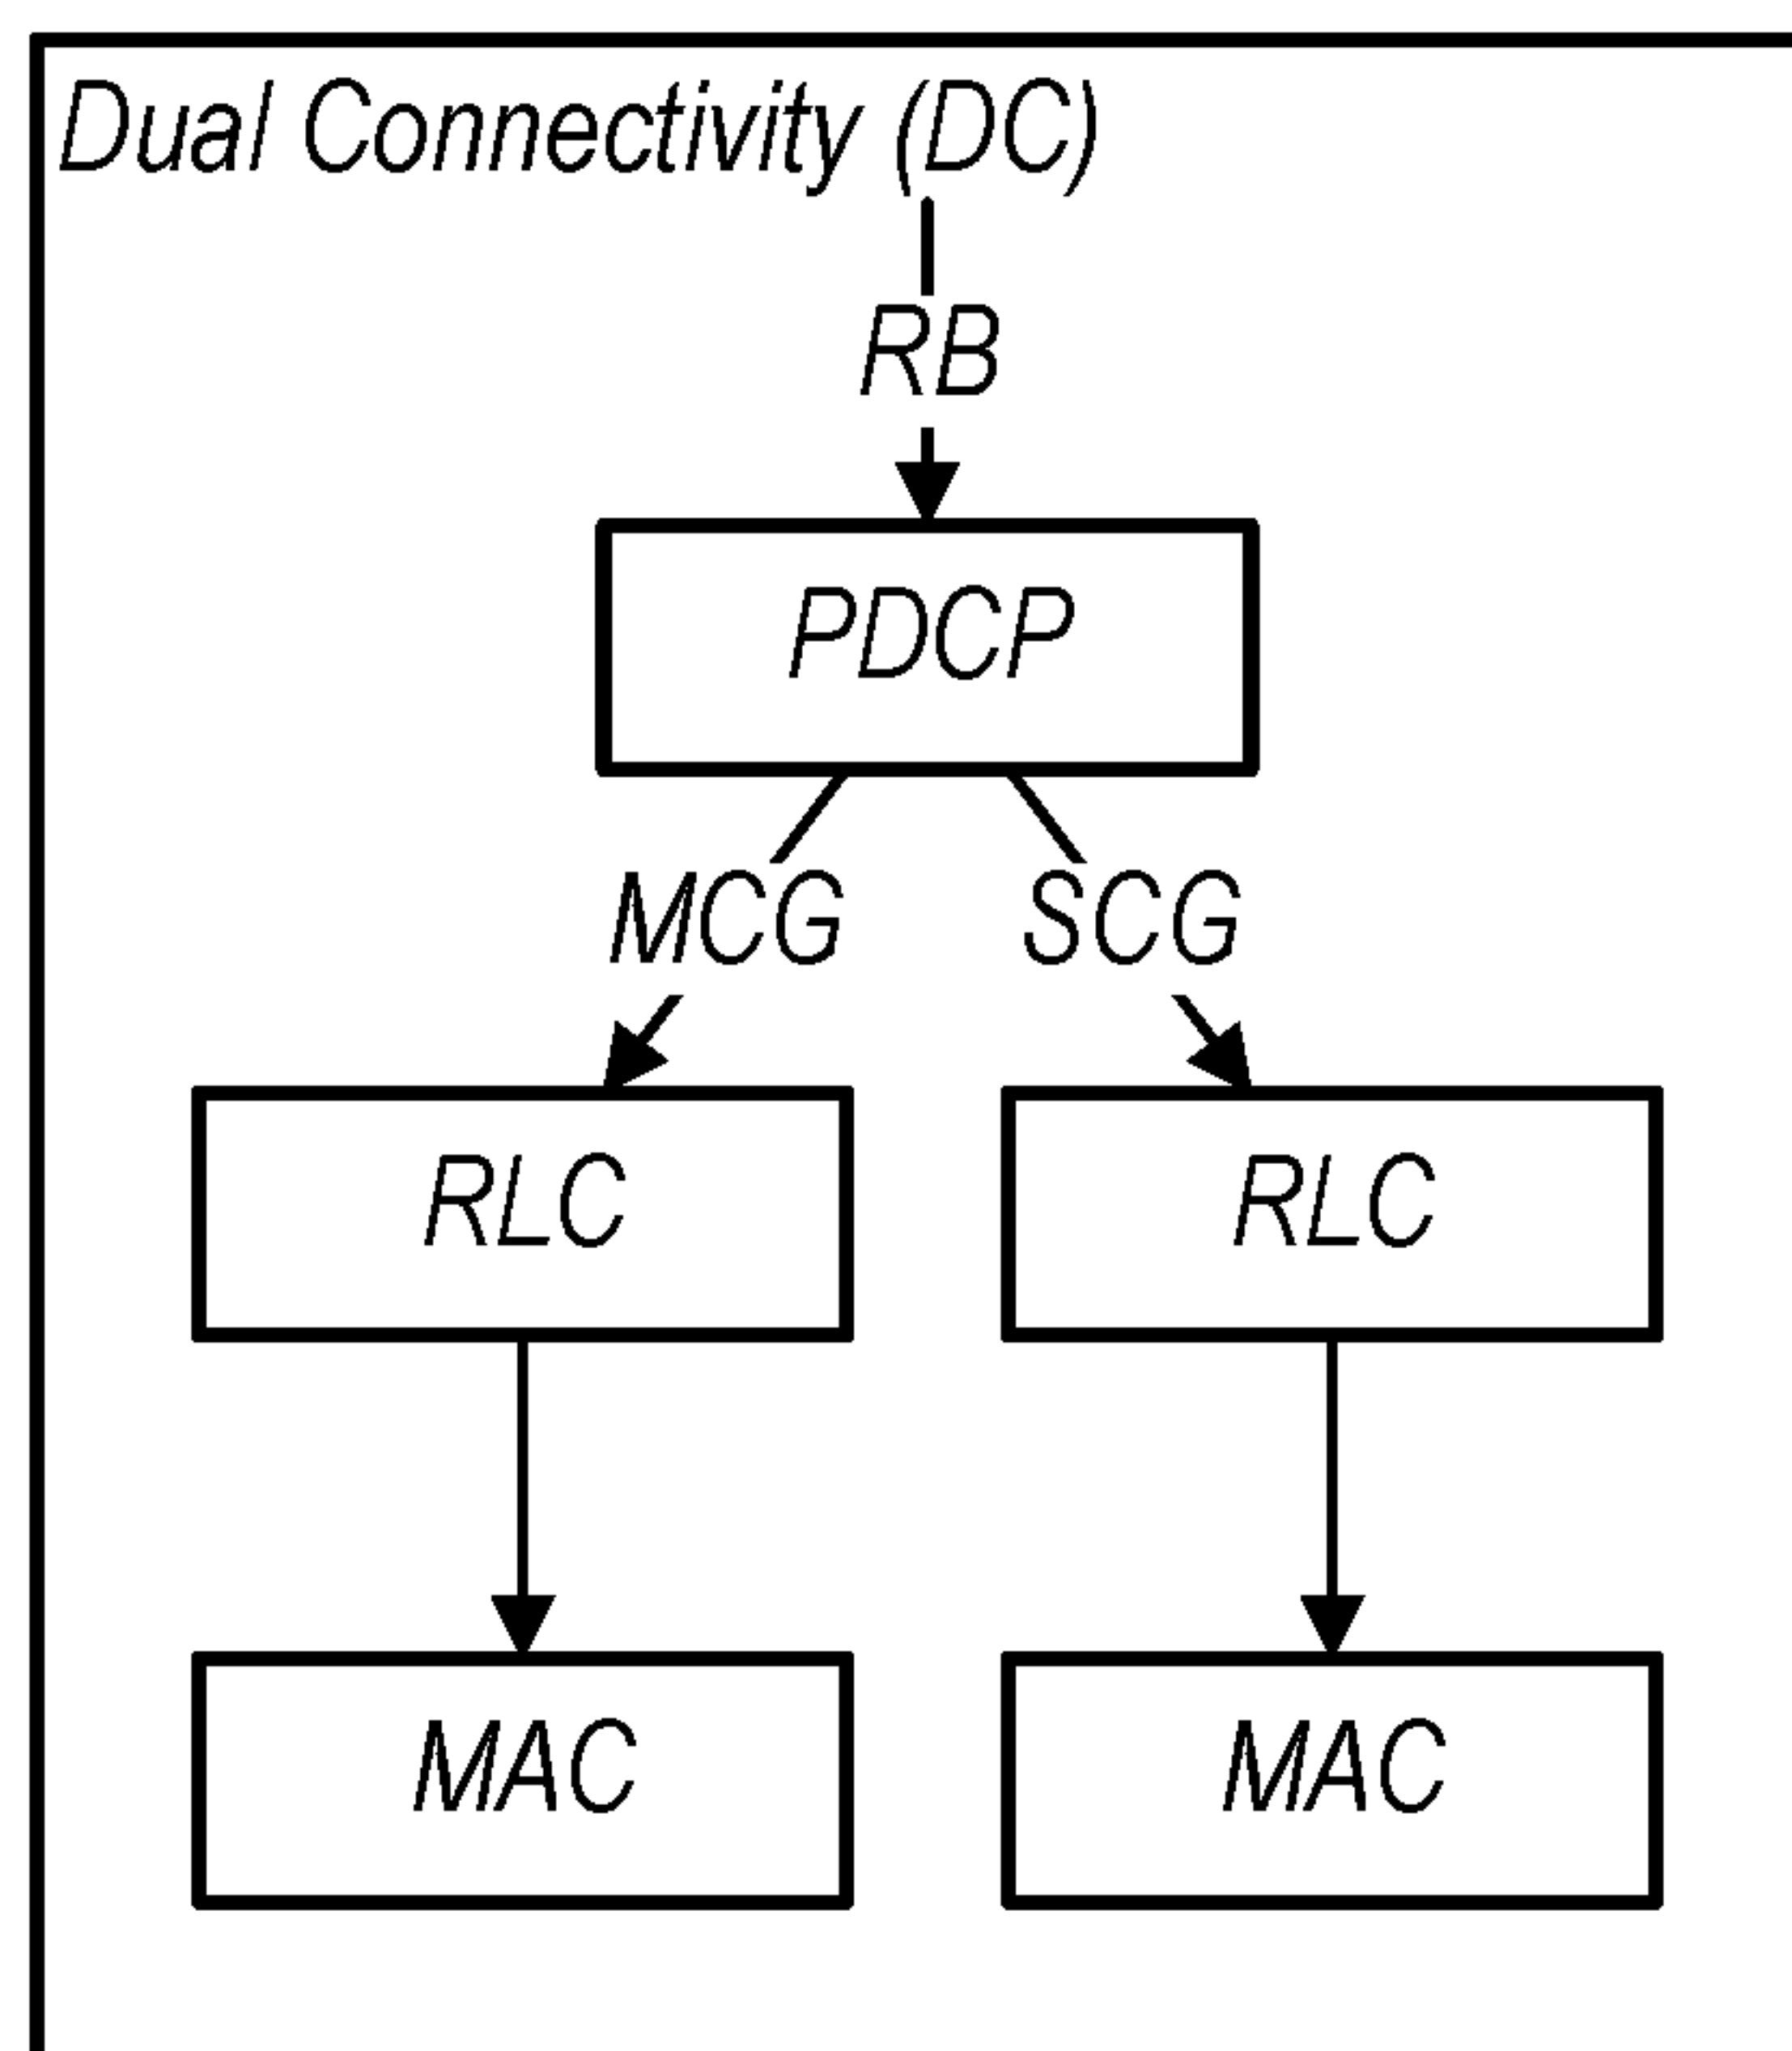 Dual Connectivity (DC)
RB
PDCP
MCG SCG
RLC RLC
MAC MAC